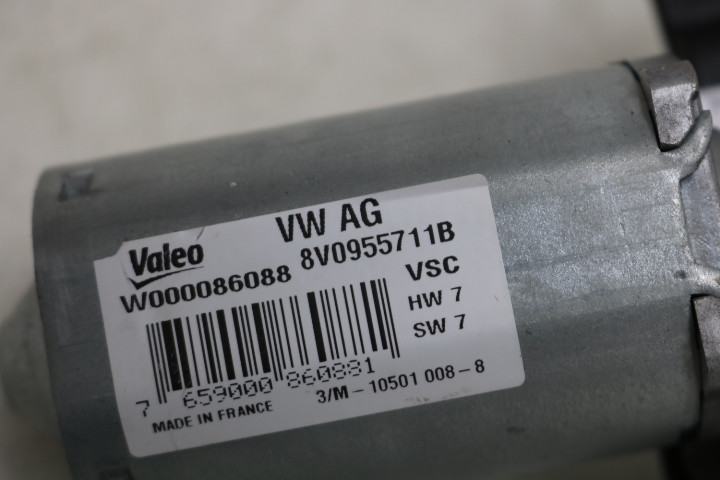 VW AG
Valeo
8V0955711B
W000086088
VSC
HW 7
SW 7
7 659000 860881
3/M - 10501 008 - 8
MADE IN FRANCE